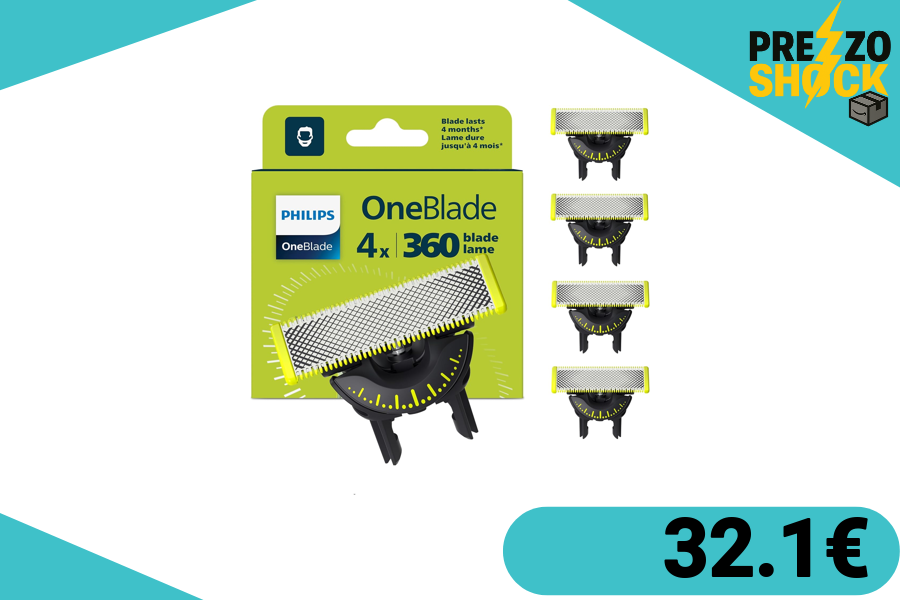 PREZZO
SHOCK
Blade lasts
4 months*
Lame dure
jusqu'à 4 mois*
PHILIPS
OneBlade
OneBlade
4x 360 blade
lame
32.1€